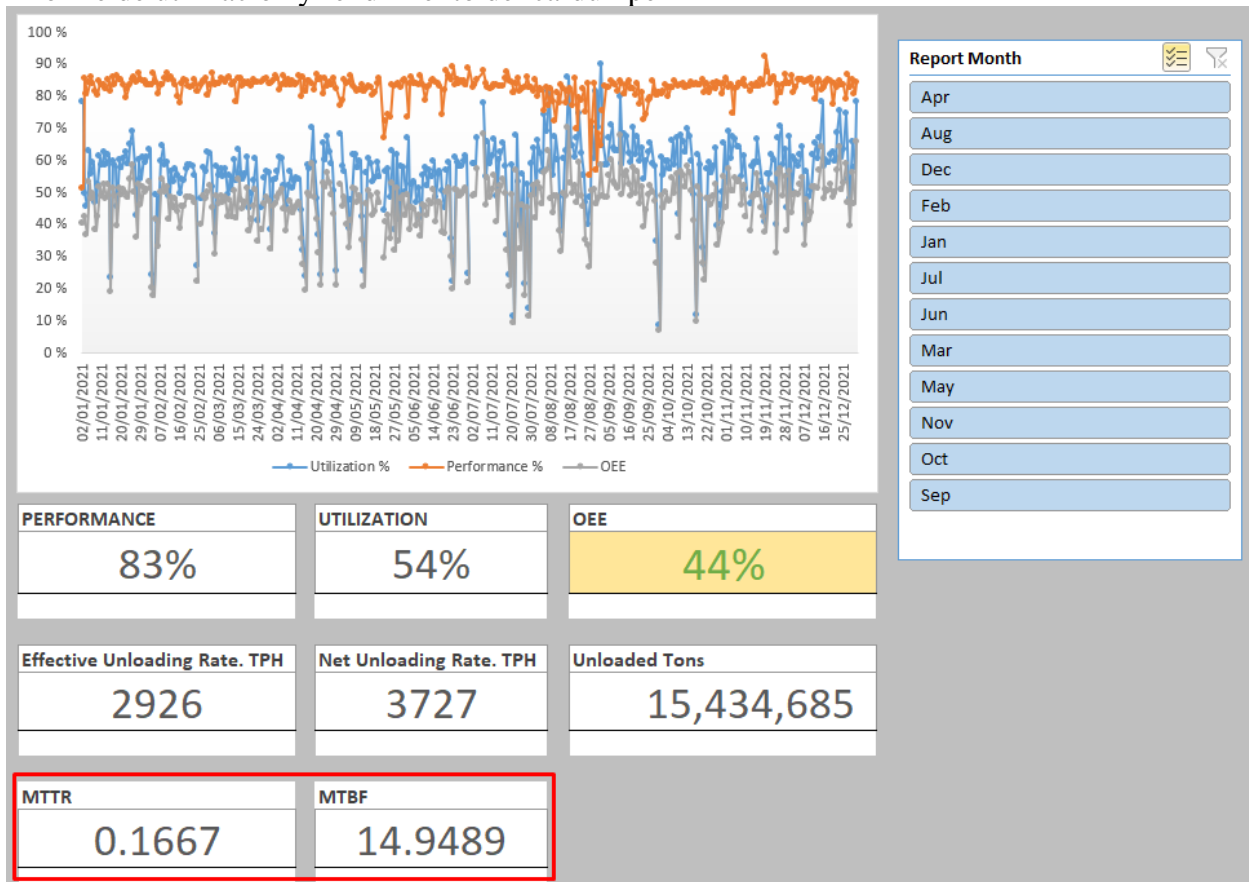 100 %
90 %
80 %
70 %
60 %
50 %
40 %
30 %
20 %
10 %
0 %
02/01/2021
11/01/2021
20/01/2021
29/01/2021
07/02/2021
16/02/2021
25/02/2021
06/03/2021
15/03/2021
24/03/2021
02/04/2021
11/04/2021
20/04/2021
29/04/2021
09/05/2021
18/05/2021
27/05/2021
05/06/2021
14/06/2021
23/06/2021
02/07/2021
11/07/2021
20/07/2021
30/07/2021
08/08/2021
17/08/2021
27/08/2021
05/09/2021
16/09/2021
25/09/2021
04/10/2021
13/10/2021
22/10/2021
01/11/2021
10/11/2021
19/11/2021
28/11/2021
07/12/2021
16/12/2021
25/12/2021
Utilization % Performance % OEE
Report Month
Apr
Aug
Dec
Feb
Jan
Jul
Jun
Mar
May
Nov
Oct
Sep
PERFORMANCE UTILIZATION OEE
83% 54% 44%
Effective Unloading Rate. TPH Net Unloading Rate. TPH Unloaded Tons
2926 3727 15,434,685
MTTR MTBF
0.1667 14.9489